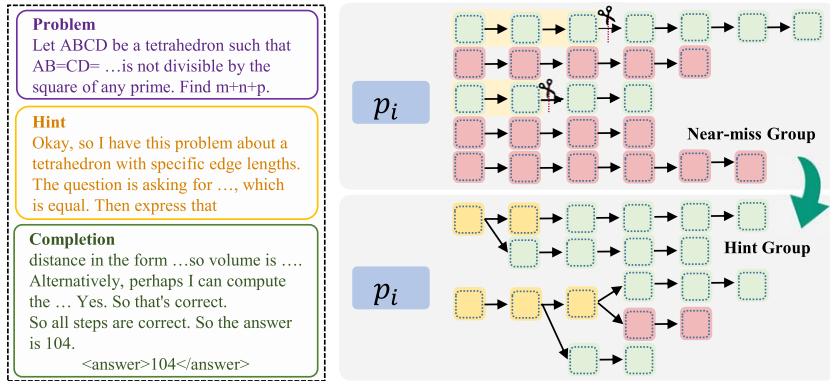 Problem
Let ABCD be a tetrahedron such that
AB=CD= …is not divisible by the
square of any prime. Find m+n+p.
Hint
Okay, so I have this problem about a
tetrahedron with specific edge lengths.
The question is asking for …, which
is equal. Then express that
Completion
distance in the form …so volume is ….
Alternatively, perhaps I can compute
the … Yes. So that's correct.
So all steps are correct. So the answer
is 104.
<answer>104</answer>
p_i
Near-miss Group
p_i
Hint Group